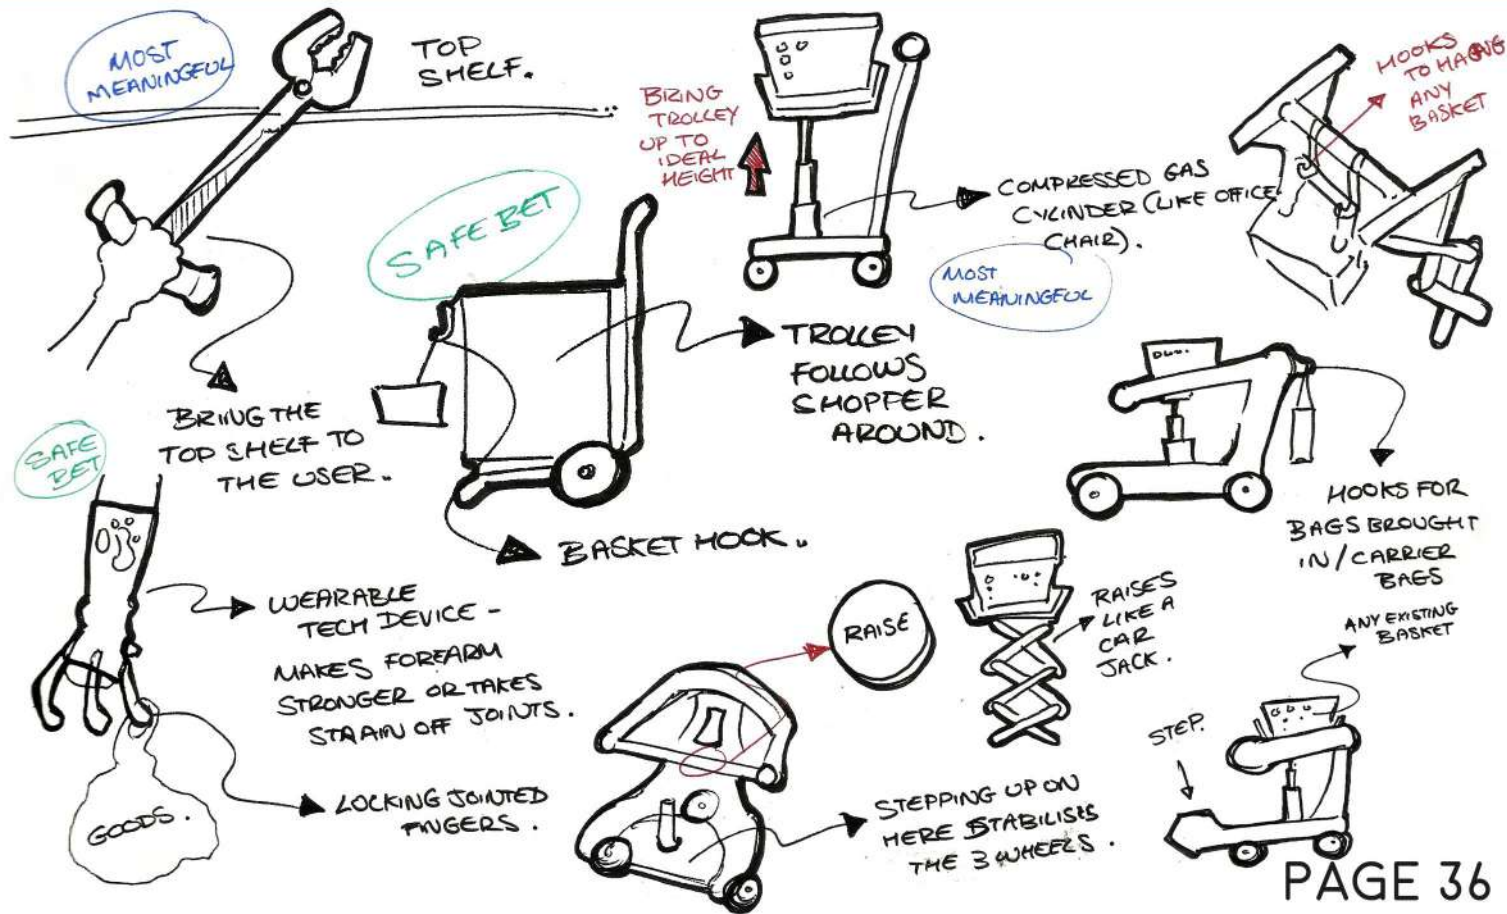 MOST
MEANINGFUL
TOP
SHELF.
BRING
TROLLEY
UP TO
IDEAL
HEIGHT
HOOKS
TO HANG
ANY
BASKET
COMPRESSED GAS
CYLINDER (LIKE OFFICE
CHAIR).
SAFE BET
MOST
MEANINGFUL
TROLLEY
FOLLOWS
SHOPPER
AROUND.
BRING THE
TOP SHELF TO
THE USER.
SAFE
BET
BASKET HOOK.
HOOKS FOR
BAGS BROUGHT
IN/CARRIER
BAGS
WEARABLE
TECH DEVICE -
MAKES FOREARM
STRONGER OR TAKES
STRAIN OFF JOINTS.
RAISE
RAISES
LIKE A
CAR
JACK.
ANY EXISTING
BASKET
STEP.
GOODS.
LOCKING JOINTED
FINGERS.
STEPPING UP ON
HERE STABILISES
THE 3 WHEELS.
PAGE 36